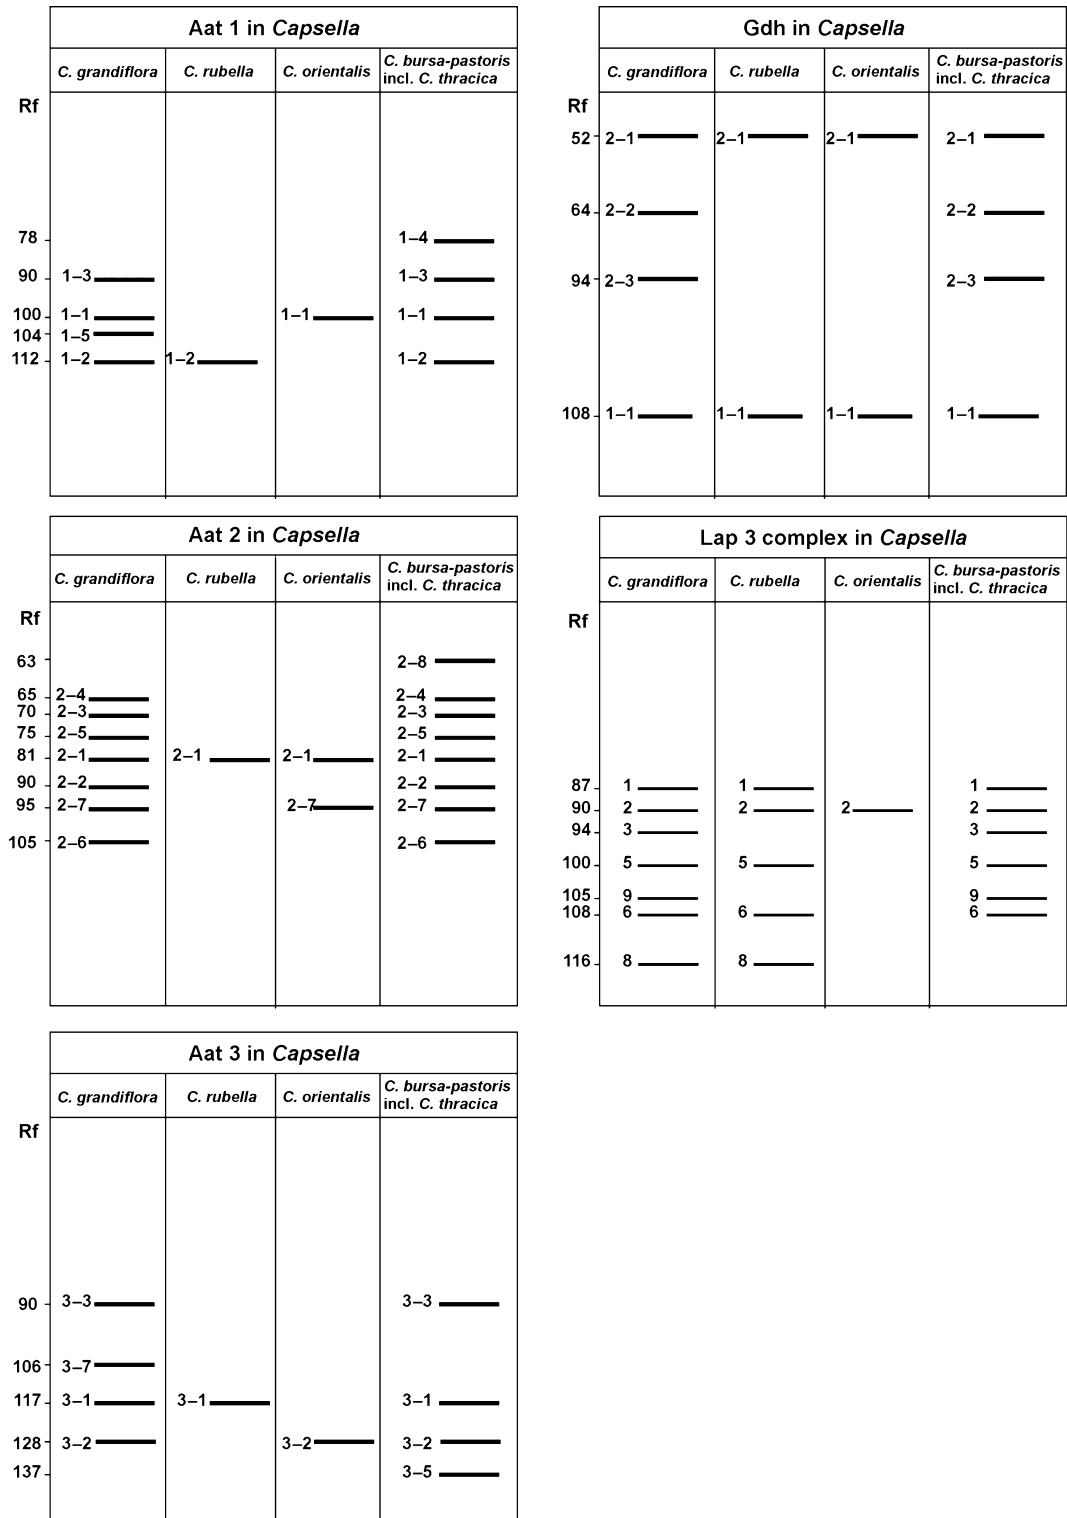 Aat 1 in Capsella
C. grandiflora C. rubella C. orientalis C. bursa-pastoris incl. C. thracica
Rf
78 1–4
90 1–3 1–3
100 1–1 1–1 1–1
104 1–5
112 1–2 1–2 1–2
Gdh in Capsella
C. grandiflora C. rubella C. orientalis C. bursa-pastoris incl. C. thracica
Rf
52 2–1 2–1 2–1 2–1
64 2–2 2–2
94 2–3 2–3
108 1–1 1–1 1–1 1–1
Aat 2 in Capsella
C. grandiflora C. rubella C. orientalis C. bursa-pastoris incl. C. thracica
Rf
63 2–8
65 2–4 2–4
70 2–3 2–3
75 2–5 2–5
81 2–1 2–1 2–1 2–1
90 2–2 2–2
95 2–7 2–7 2–7
105 2–6 2–6
Lap 3 complex in Capsella
C. grandiflora C. rubella C. orientalis C. bursa-pastoris incl. C. thracica
Rf
87 1 1 1
90 2 2 2 2
94 3 3
100 5 5 5
105 9 9
108 6 6 6
116 8 8
Aat 3 in Capsella
C. grandiflora C. rubella C. orientalis C. bursa-pastoris incl. C. thracica
Rf
90 3–3 3–3
106 3–7
117 3–1 3–1 3–1
128 3–2 3–2 3–2
137 3–5